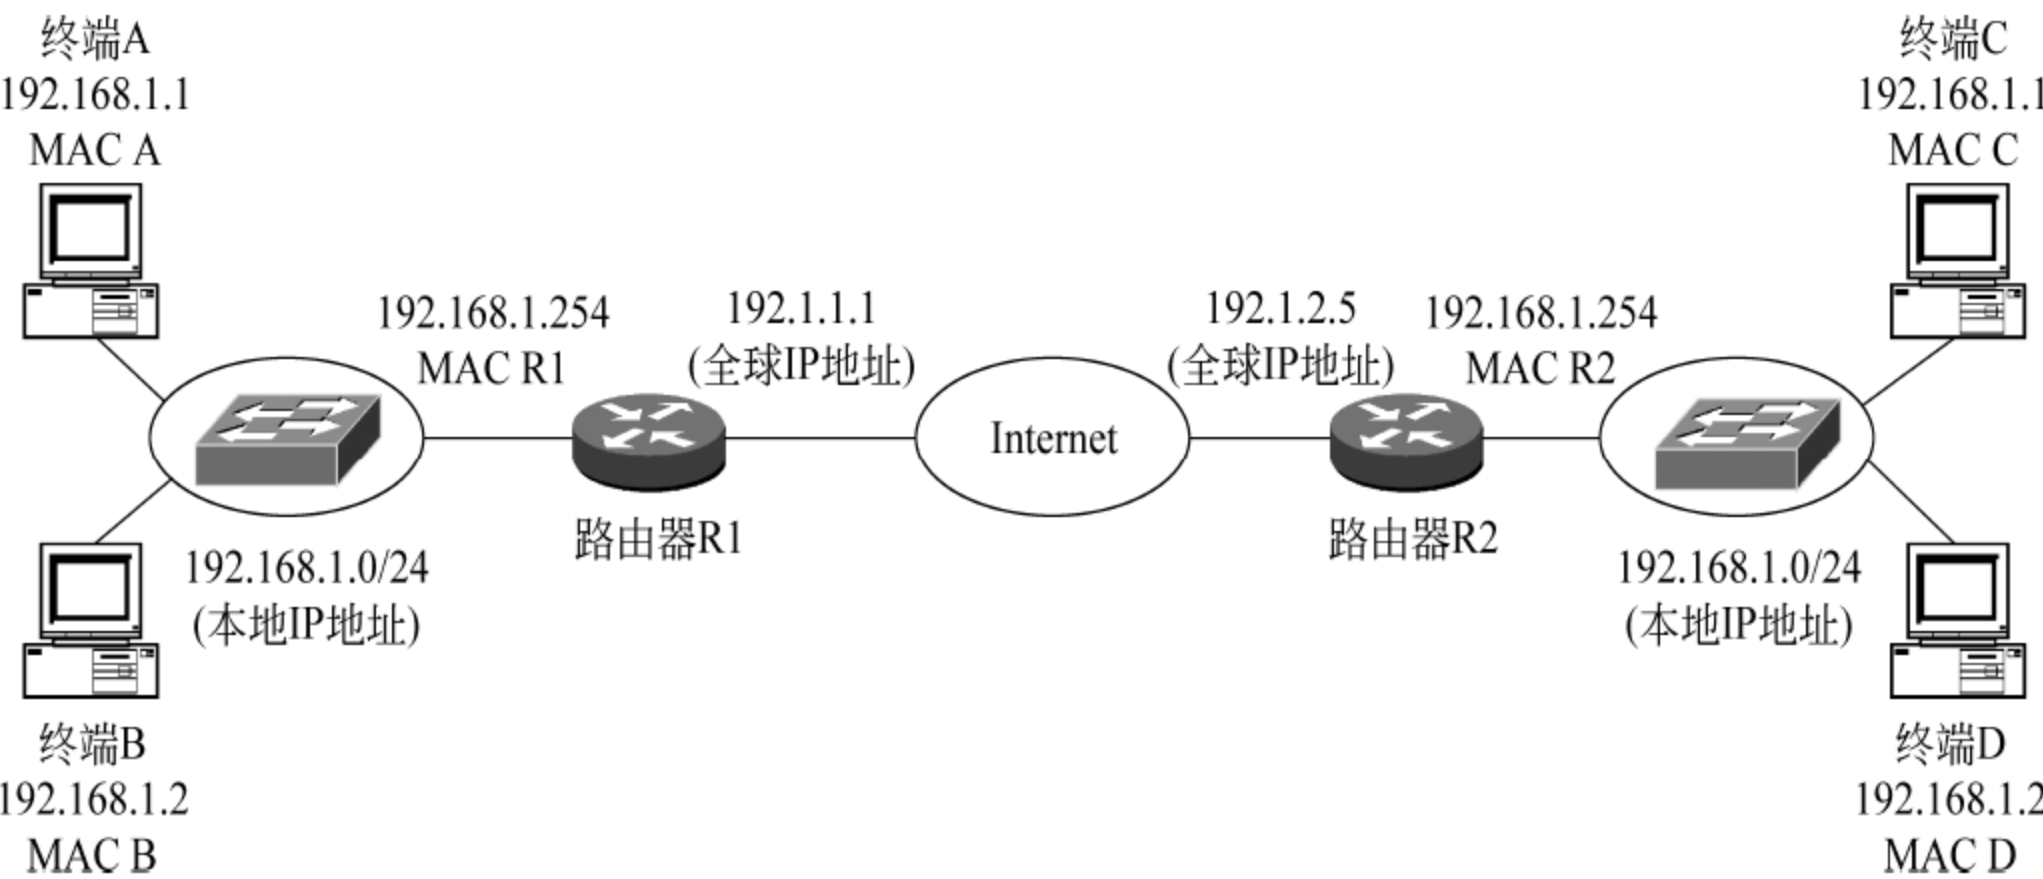 终端A
192.168.1.1
MAC A
终端C
192.168.1.1
MAC C
192.168.1.254
MAC R1
192.1.1.1
(全球IP地址)
192.1.2.5
(全球IP地址)
192.168.1.254
MAC R2
Internet
路由器R1
路由器R2
192.168.1.0/24
(本地IP地址)
192.168.1.0/24
(本地IP地址)
终端B
192.168.1.2
MAC B
终端D
192.168.1.2
MAC D